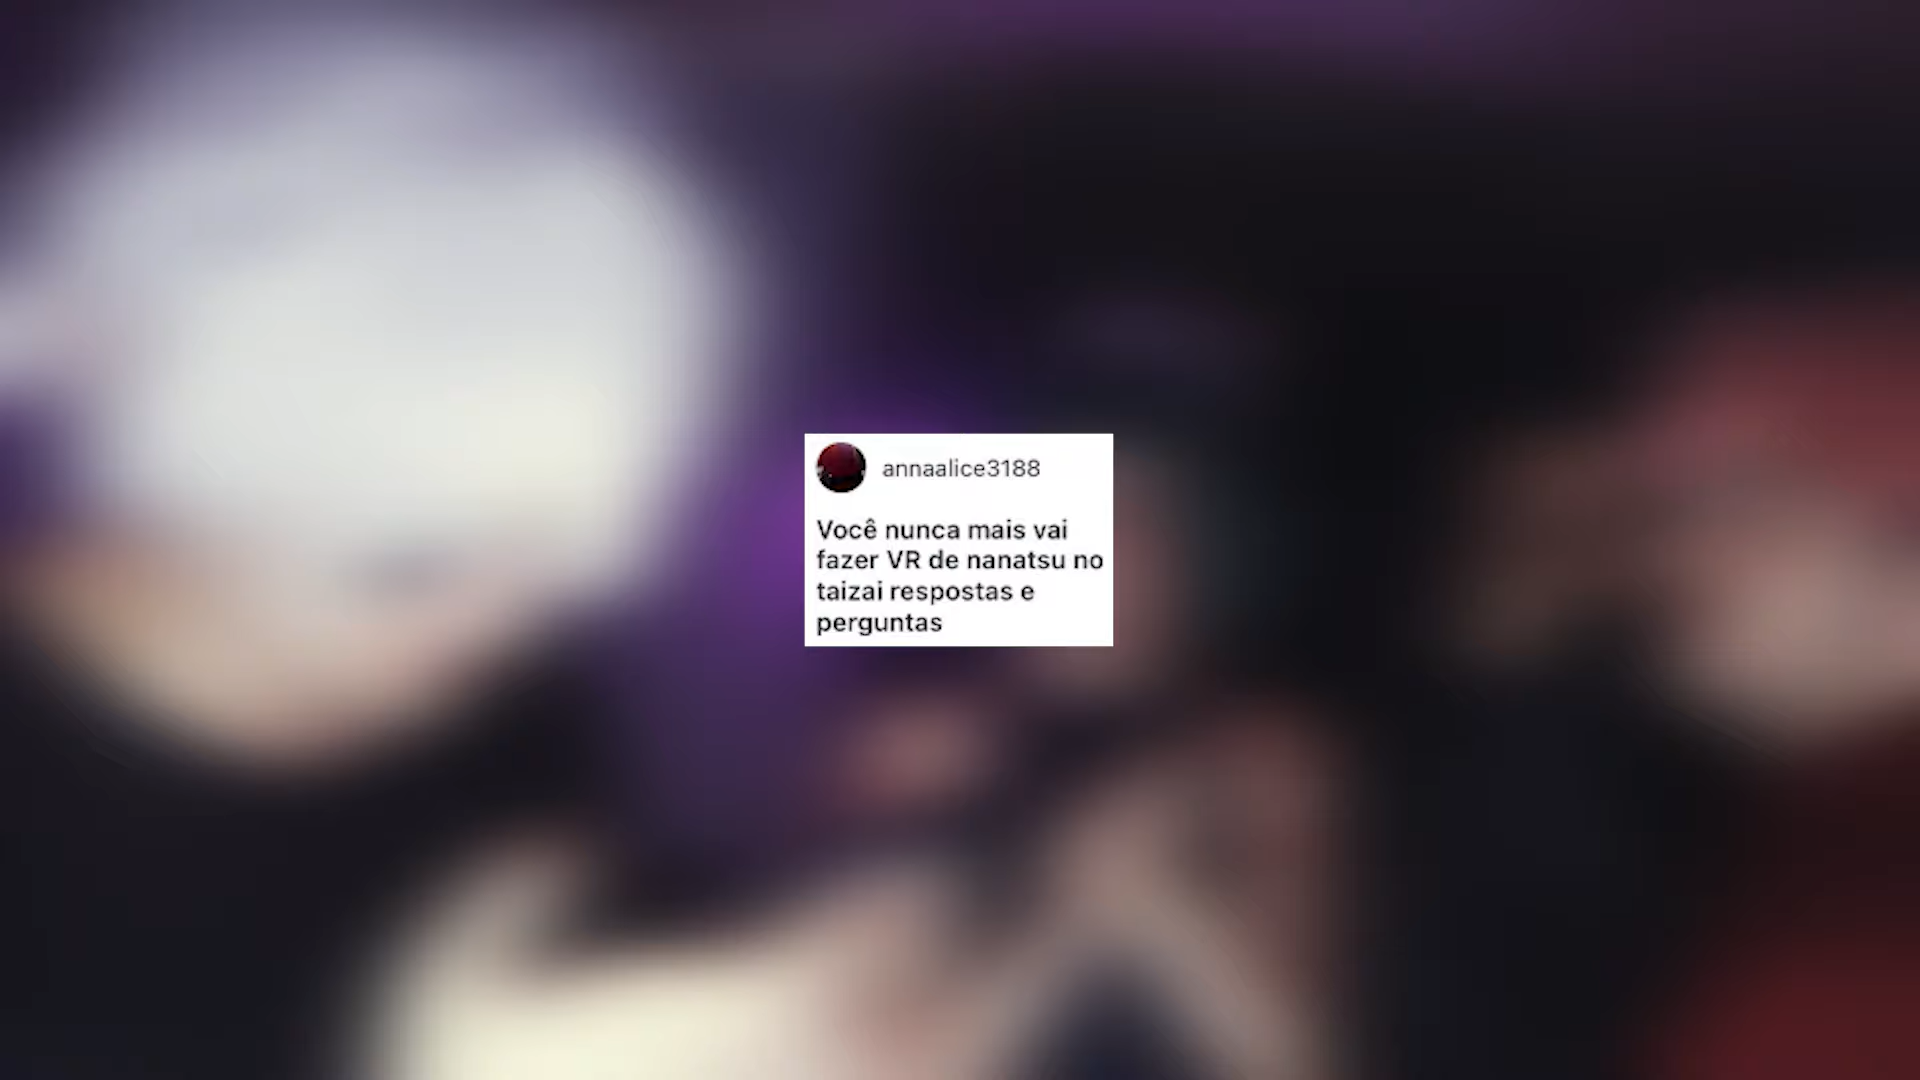 annaalice3188
Você nunca mais vai
fazer VR de nanatsu no
taizai respostas e
perguntas